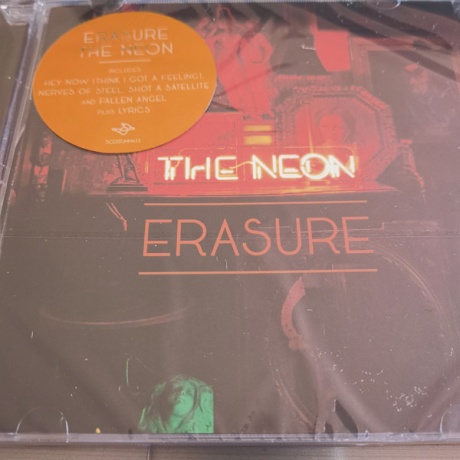 ERASURE
THE NEON
INCLUDES
HEY NOW (THINK I GOT A FEELING),
NERVES OF STEEL, SHOT A SATELLITE
AND FALLEN ANGEL
PLUS LYRICS
THE NEON
ERASURE